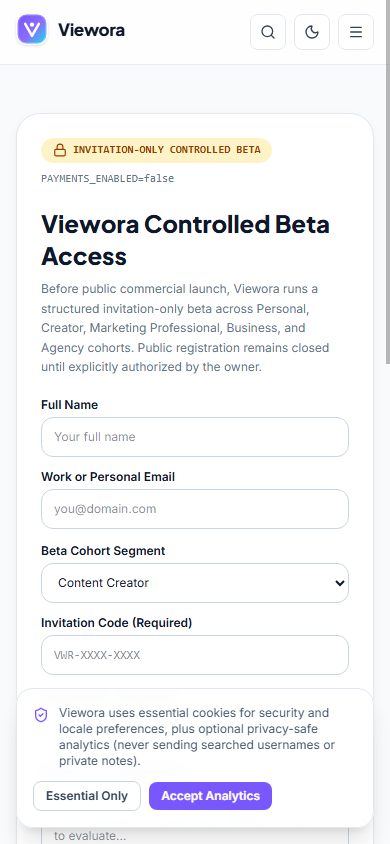 Viewora
INVITATION-ONLY CONTROLLED BETA
PAYMENTS_ENABLED=false
Viewora Controlled Beta
Access
Before public commercial launch, Viewora runs a
structured invitation-only beta across Personal,
Creator, Marketing Professional, Business, and
Agency cohorts. Public registration remains closed
until explicitly authorized by the owner.
Full Name
Your full name
Work or Personal Email
you@domain.com
Beta Cohort Segment
Content Creator
Invitation Code (Required)
VWR-XXXX-XXXX
Viewora uses essential cookies for security and
locale preferences, plus optional privacy-safe
analytics (never sending searched usernames or
private notes).
Essential Only
Accept Analytics
to evaluate...